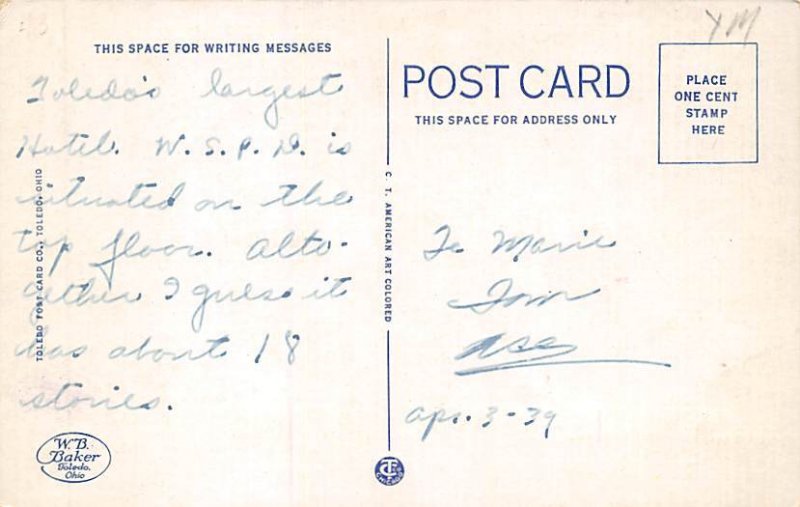 THIS SPACE FOR WRITING MESSAGES
Toledo's largest
Hotel. W.S.P.D. is
situated on the
top floor. Alto-
gether I guess it
has about 18
stories.
TOLEDO POST CARD CO., TOLEDO, OHIO
W.B.
Baker
Toledo,
Ohio
C. T. AMERICAN ART COLORED
POST CARD
THIS SPACE FOR ADDRESS ONLY
PLACE
ONE CENT
STAMP
HERE
YM
To Marie
From
Apr. 3-39